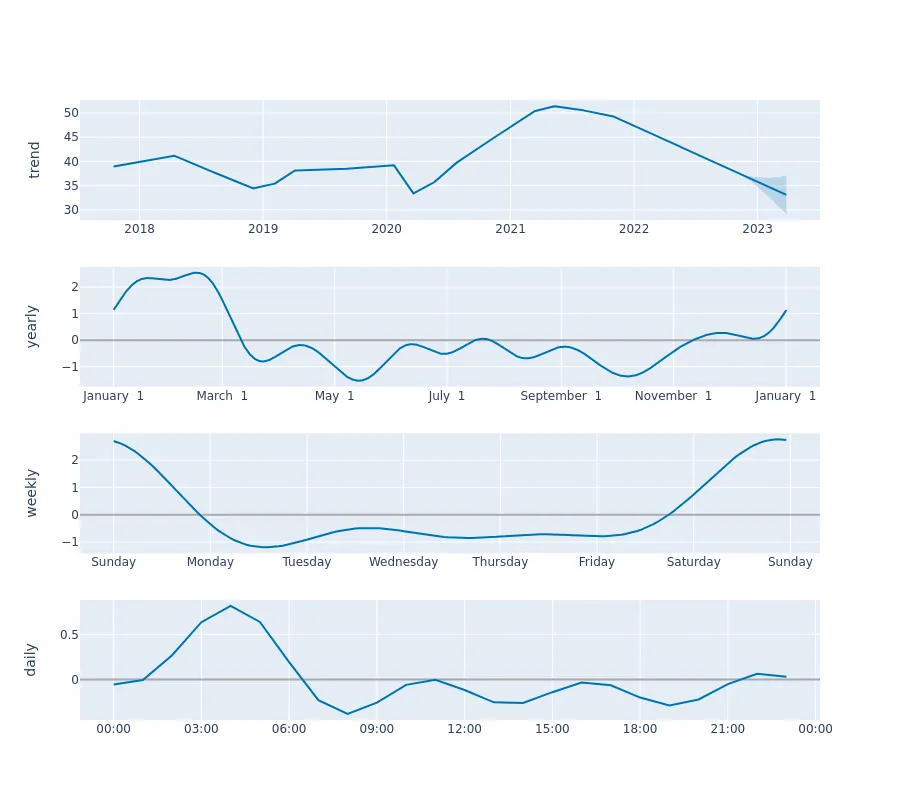 trend
50
45
40
35
30
2018 2019 2020 2021 2022 2023
yearly
2
1
0
−1
January 1 March 1 May 1 July 1 September 1 November 1 January 1
weekly
2
1
0
−1
Sunday Monday Tuesday Wednesday Thursday Friday Saturday Sunday
daily
0.5
0
00:00 03:00 06:00 09:00 12:00 15:00 18:00 21:00 00:00